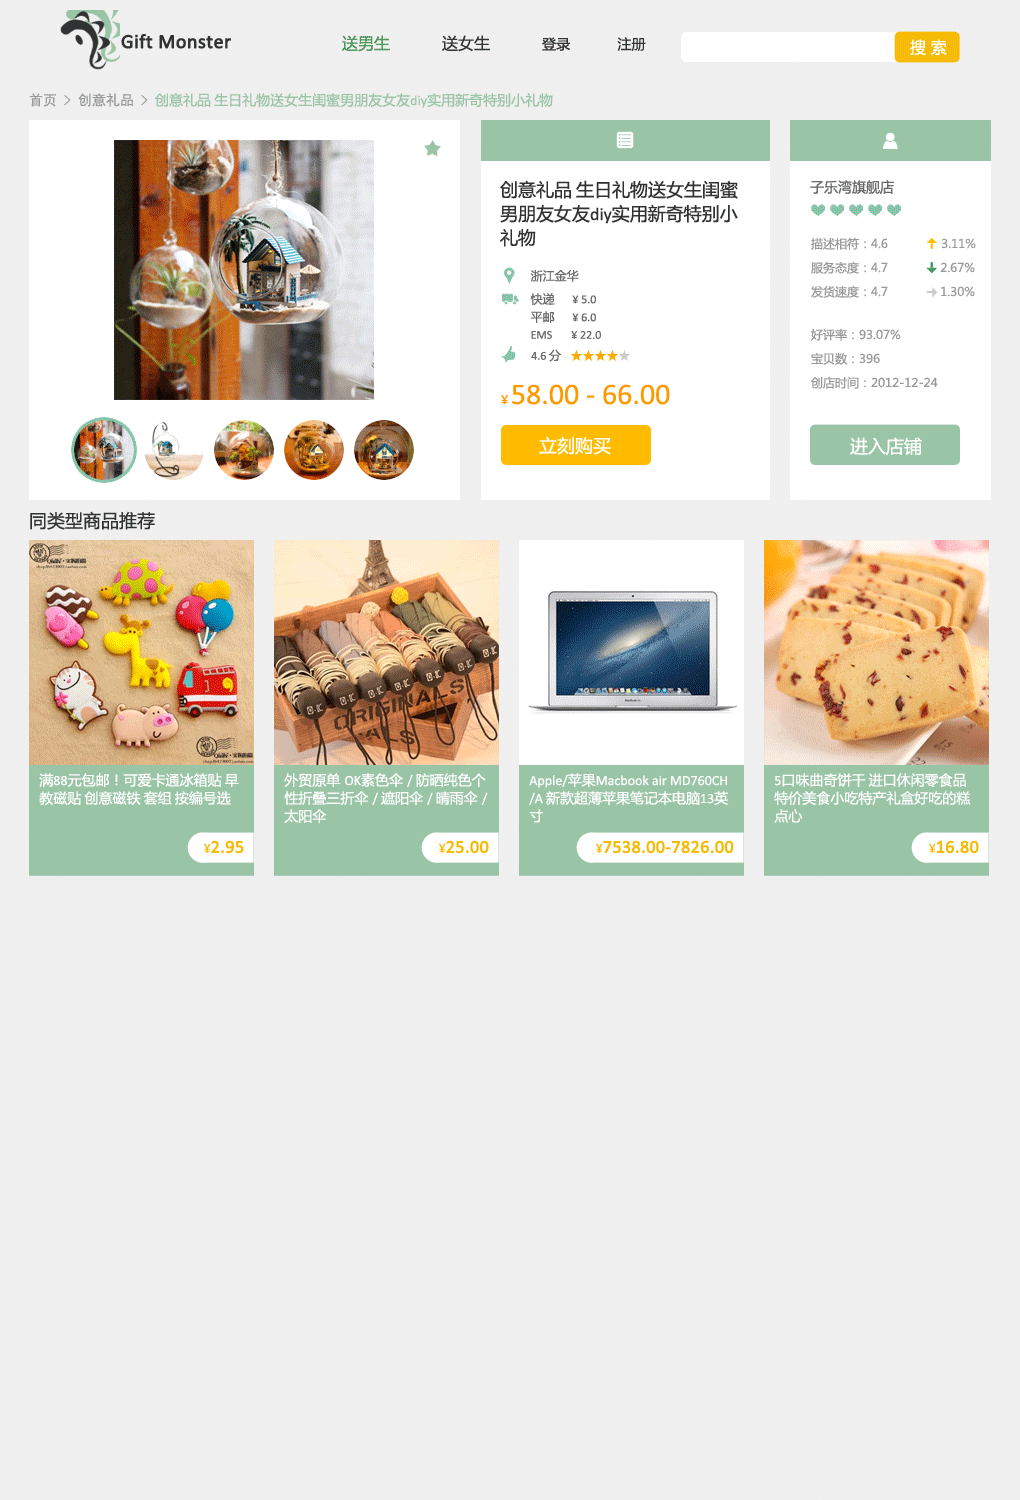 Gift Monster
送男生
送女生
登录
注册
搜 索
首页 > 创意礼品 > 创意礼品 生日礼物送女生闺蜜男朋友女友diy实用新奇特别小礼物
创意礼品 生日礼物送女生闺蜜
男朋友女友diy实用新奇特别小
礼物
浙江金华
快递 ¥ 5.0
平邮 ¥ 6.0
EMS ¥ 22.0
4.6 分
¥ 58.00 - 66.00
立刻购买
子乐湾旗舰店
描述相符：4.6 3.11%
服务态度：4.7 2.67%
发货速度：4.7 1.30%
好评率：93.07%
宝贝数：396
创店时间：2012-12-24
进入店铺
同类型商品推荐
O.K O.K O.K O.K
ORIGINALS
满88元包邮！可爱卡通冰箱贴 早
教磁贴 创意磁铁 套组 按编号选
¥2.95
外贸原单 OK素色伞 / 防晒纯色个
性折叠三折伞 / 遮阳伞 / 晴雨伞 /
太阳伞
¥25.00
Apple/苹果Macbook air MD760CH
/A 新款超薄苹果笔记本电脑13英
寸
¥7538.00-7826.00
5口味曲奇饼干 进口休闲零食品
特价美食小吃特产礼盒好吃的糕
点心
¥16.80